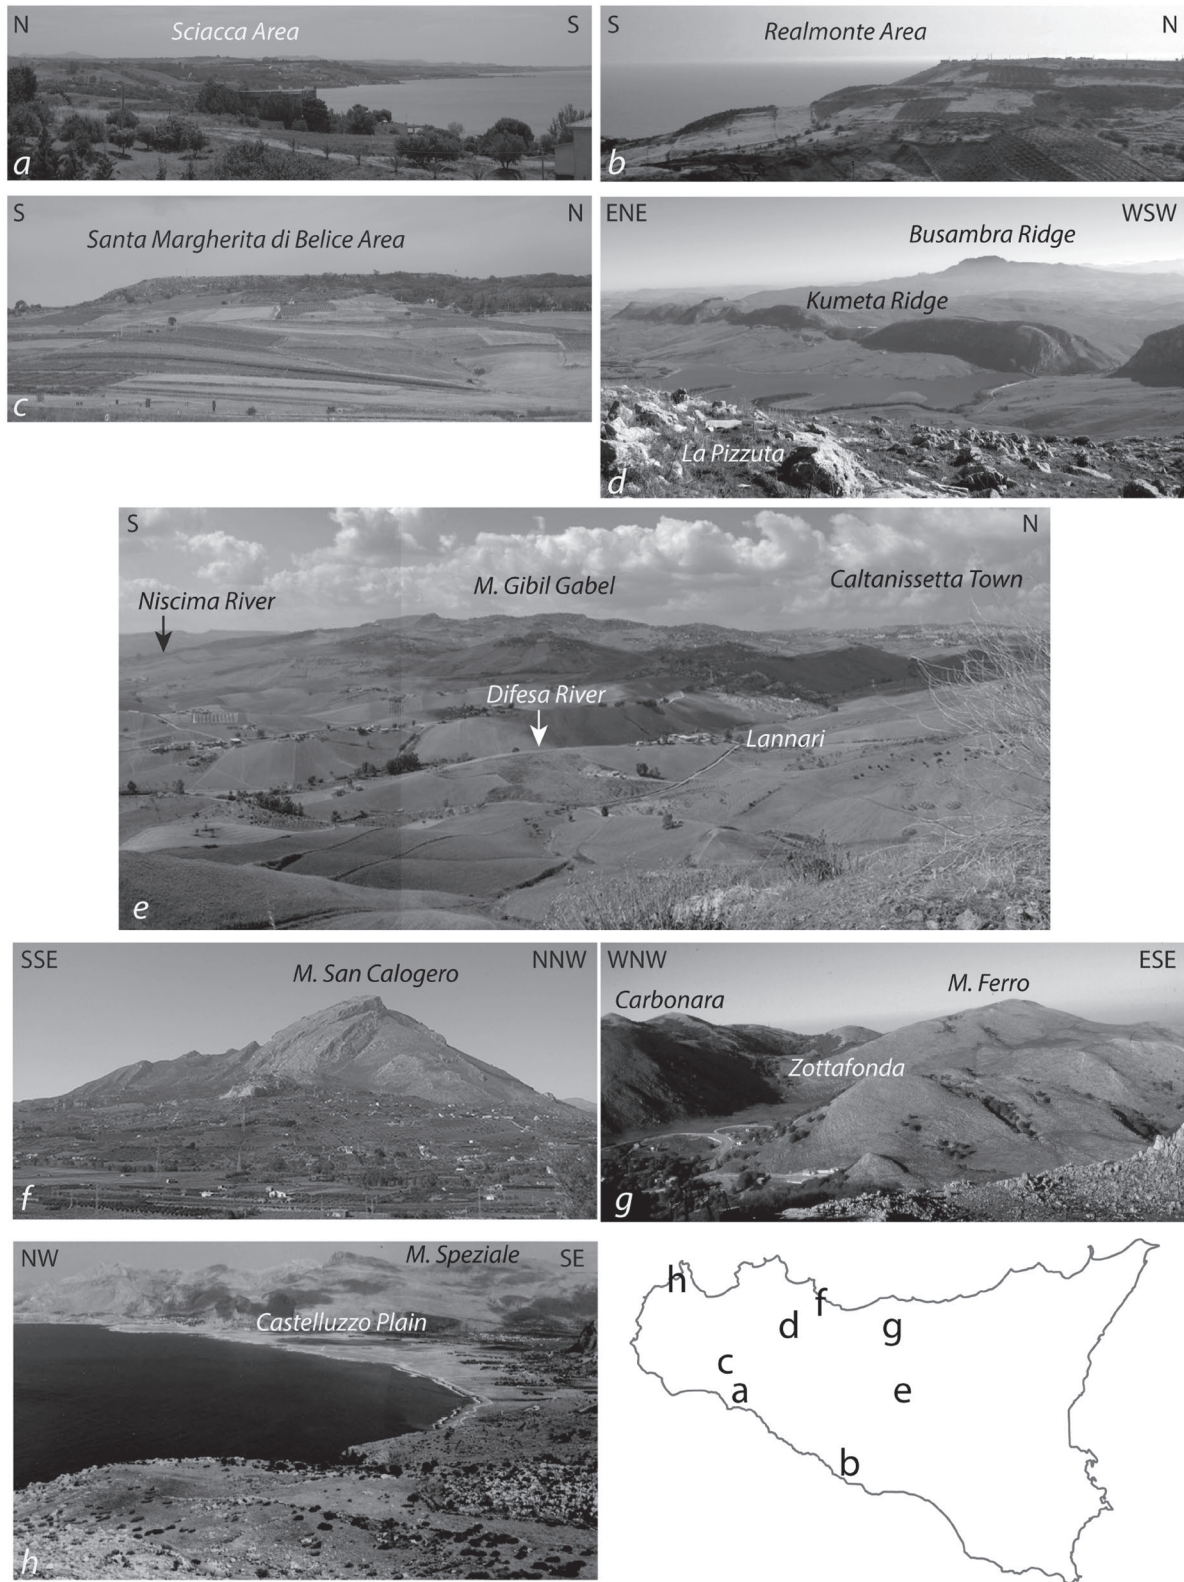 N
Sciacca Area
S
a
S
Realmonte Area
N
b
S
N
Santa Margherita di Belice Area
c
ENE
WSW
Busambra Ridge
Kumeta Ridge
La Pizzuta
d
S
N
M. Gibil Gabel
Caltanissetta Town
Niscima River
Difesa River
Lannari
e
SSE
M. San Calogero
NNW
f
WNW
ESE
M. Ferro
Carbonara
Zottafonda
g
NW
M. Speziale
SE
Castelluzzo Plain
h
h
f
d
g
c
a
e
b